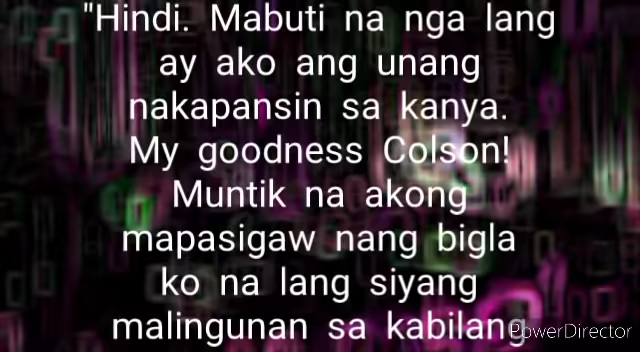 "Hindi. Mabuti na nga lang
ay ako ang unang
nakapansin sa kanya.
My goodness Colson!
Muntik na akong
mapasigaw nang bigla
ko na lang siyang
malingunan sa kabilang
PowerDirector